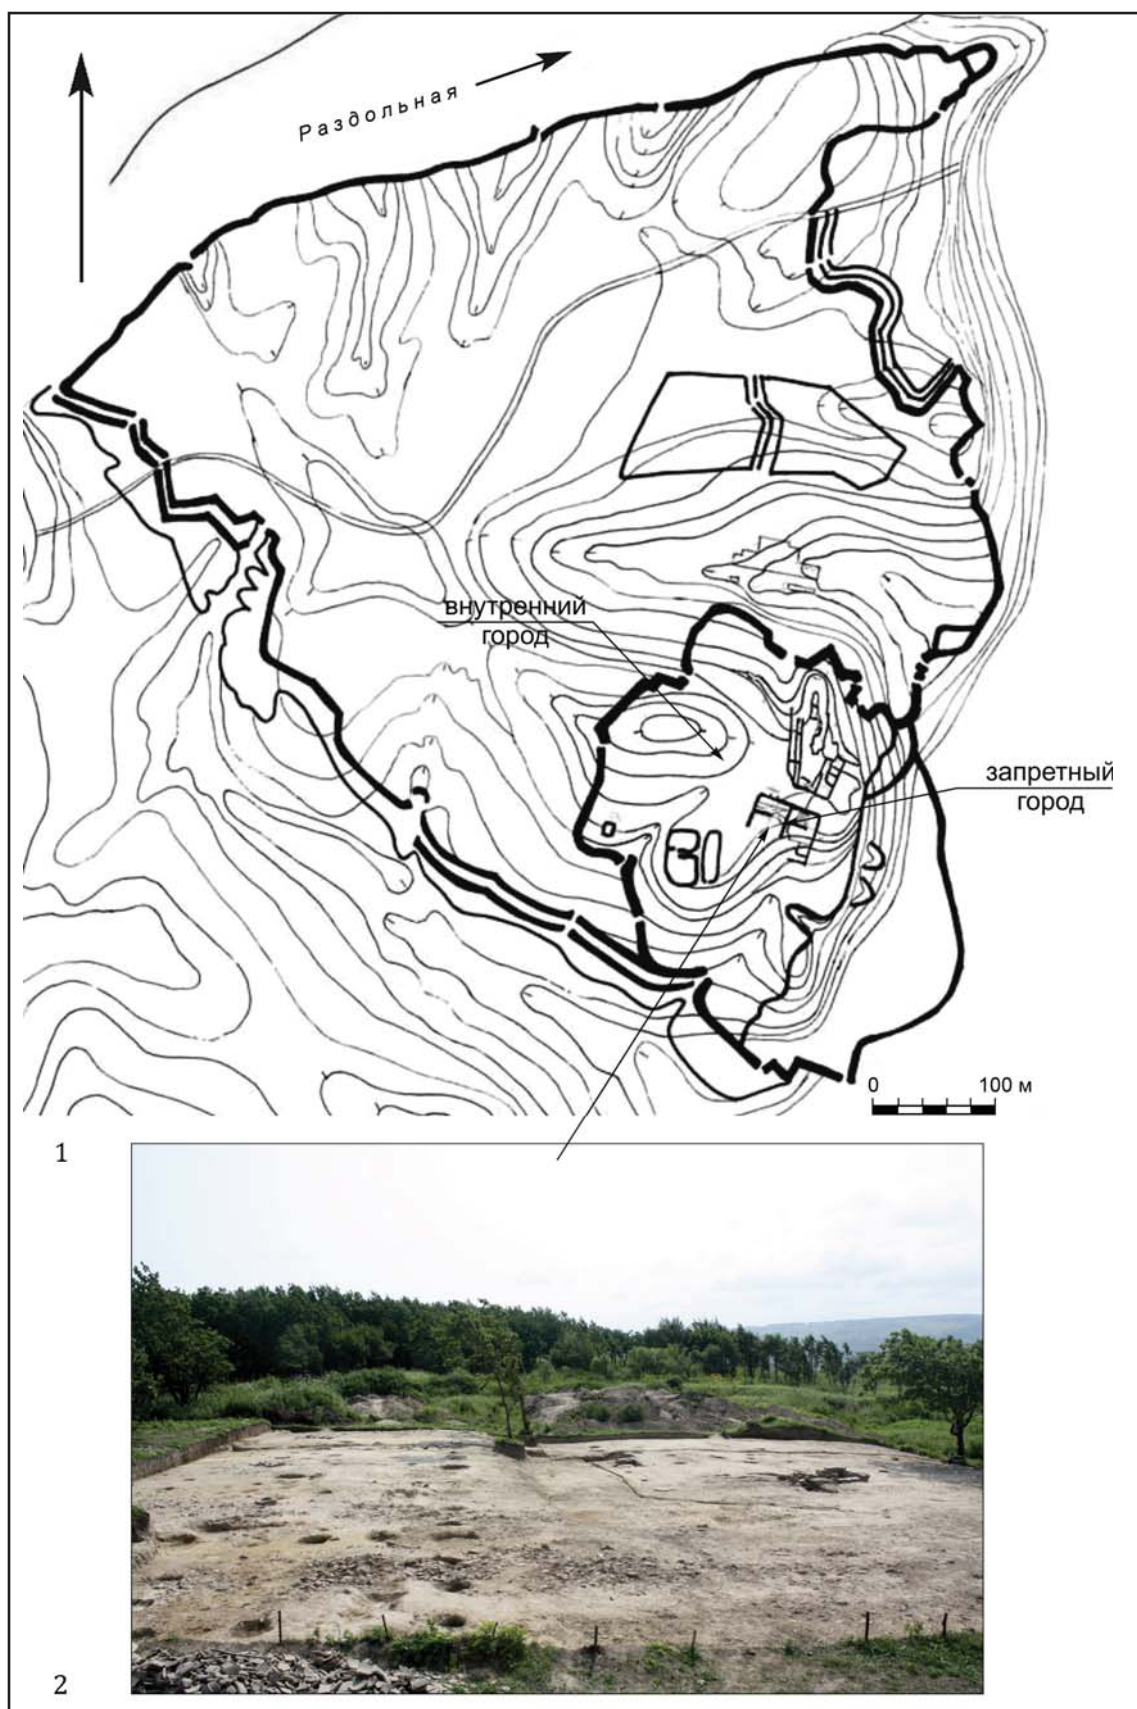 Раздольная
внутренний
город
запретный
город
0 100 м
1
2